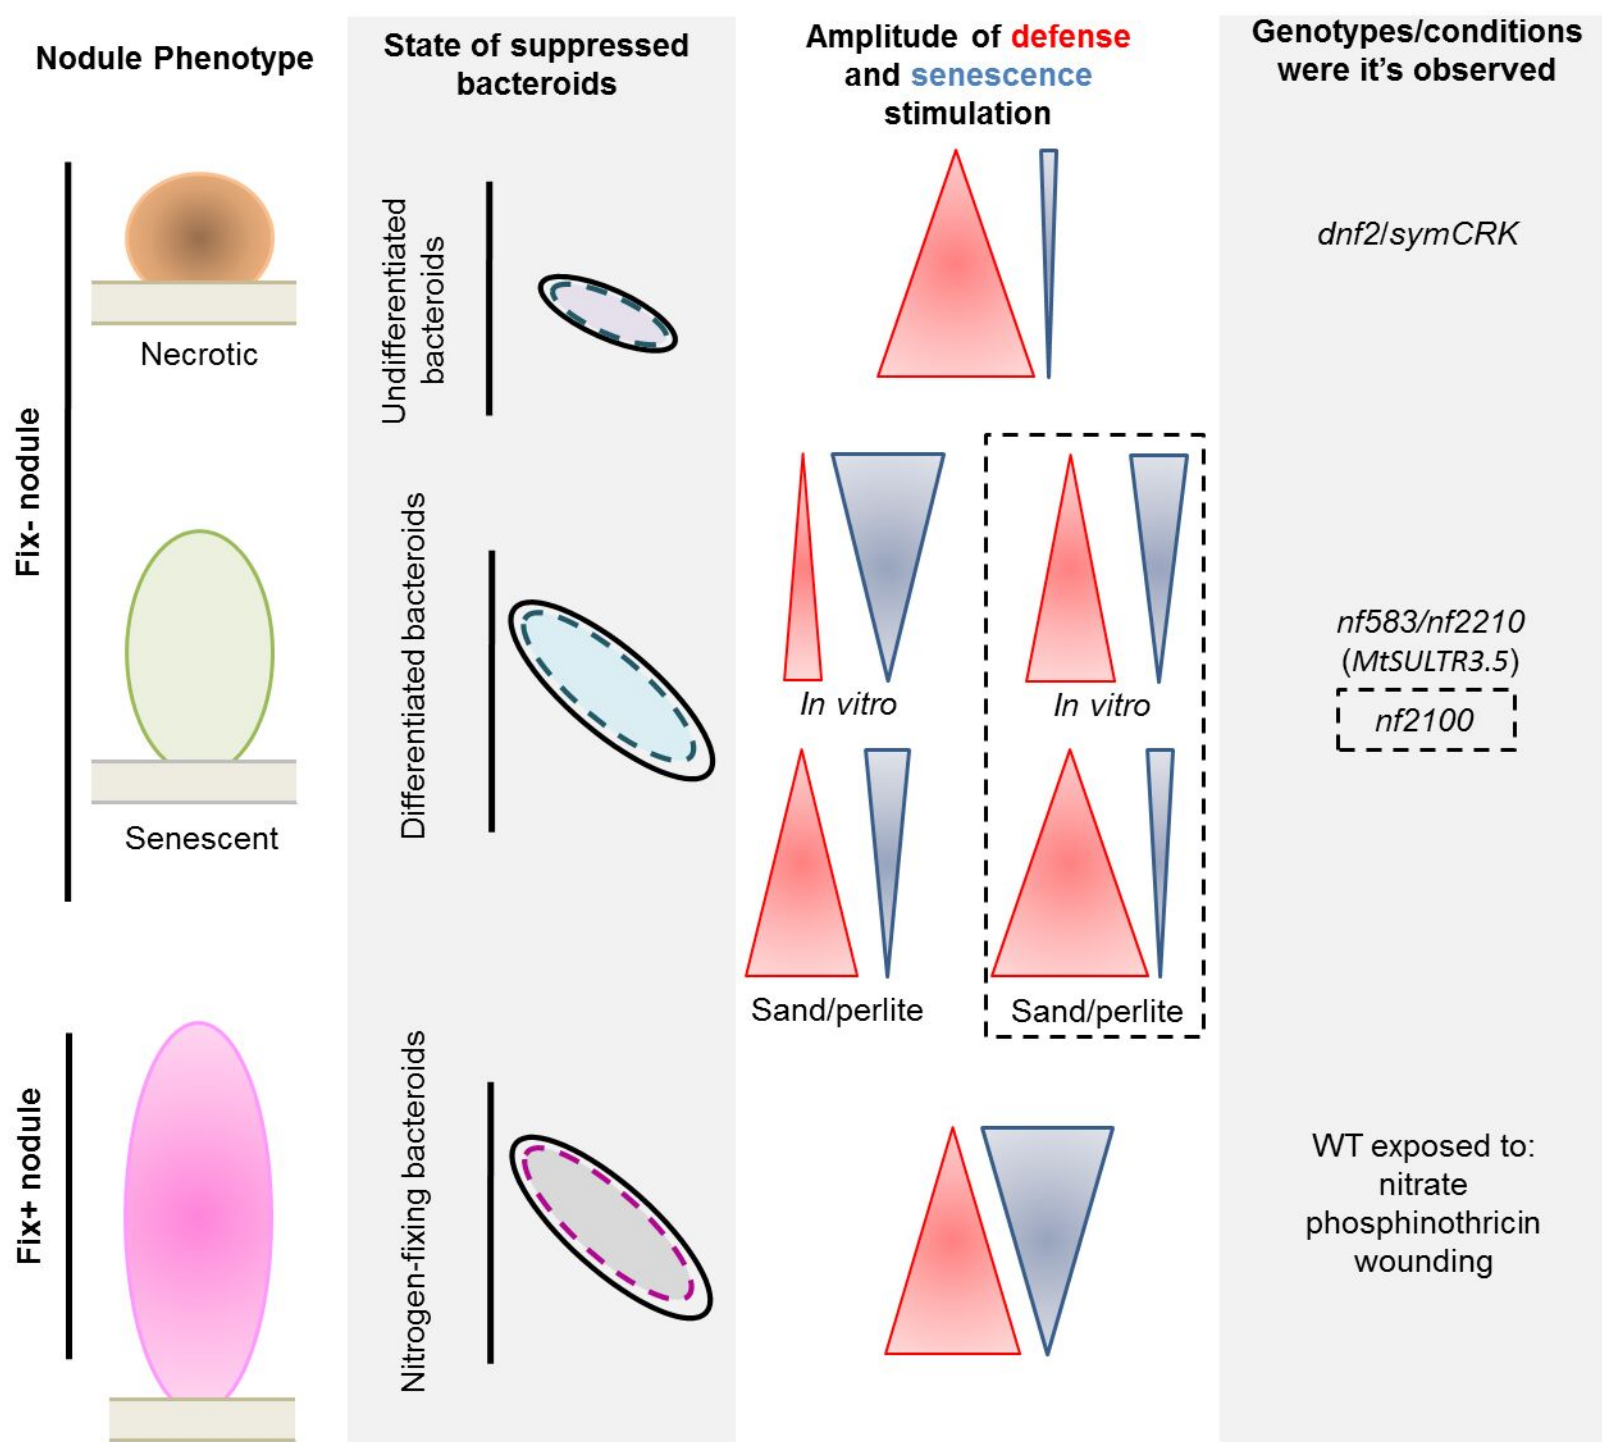 Nodule Phenotype
State of suppressed
bacteroids
Amplitude of defense
and senescence
stimulation
Genotypes/conditions
were it's observed
Fix- nodule
Necrotic
Undifferentiated
bacteroids
dnf2/symCRK
Senescent
Differentiated bacteroids
In vitro
In vitro
Sand/perlite
Sand/perlite
nf583/nf2210
(MtSULTR3.5)
nf2100
Fix+ nodule
Nitrogen-fixing bacteroids
WT exposed to:
nitrate
phosphinothricin
wounding